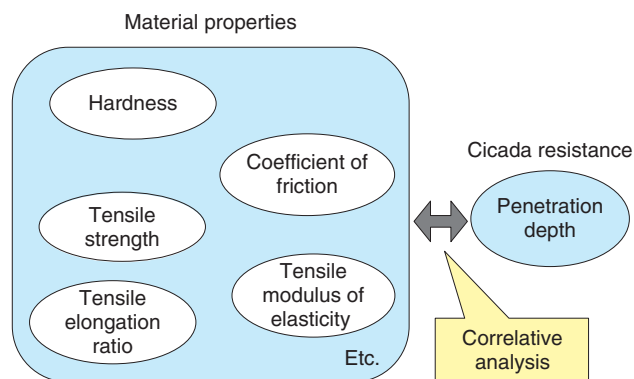 Material properties
Hardness
Coefficient of
friction
Tensile
strength
Tensile
modulus of
elasticity
Tensile
elongation
ratio
Etc.
Cicada resistance
Penetration
depth
Correlative
analysis